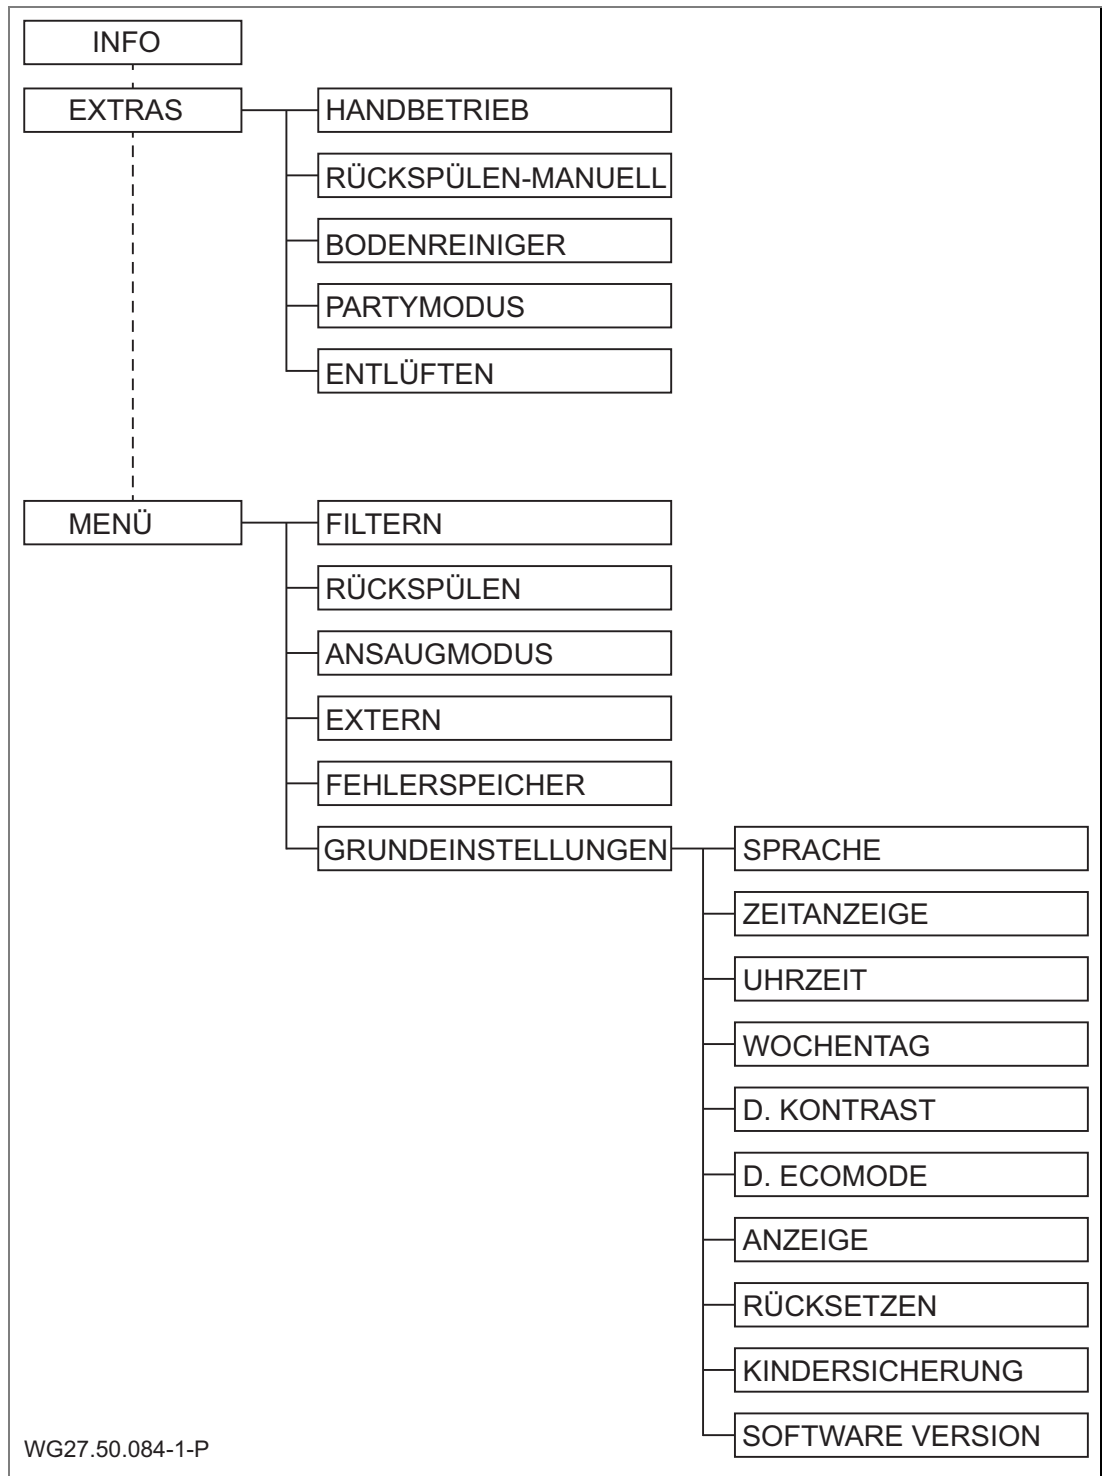 INFO
EXTRAS
HANDBETRIEB
RÜCKSPÜLEN-MANUELL
BODENREINIGER
PARTYMODUS
ENTLÜFTEN
MENÜ
FILTERN
RÜCKSPÜLEN
ANSAUGMODUS
EXTERN
FEHLERSPEICHER
GRUNDEINSTELLUNGEN
SPRACHE
ZEITANZEIGE
UHRZEIT
WOCHENTAG
D. KONTRAST
D. ECOMODE
ANZEIGE
RÜCKSETZEN
KINDERSICHERUNG
SOFTWARE VERSION
WG27.50.084-1-P